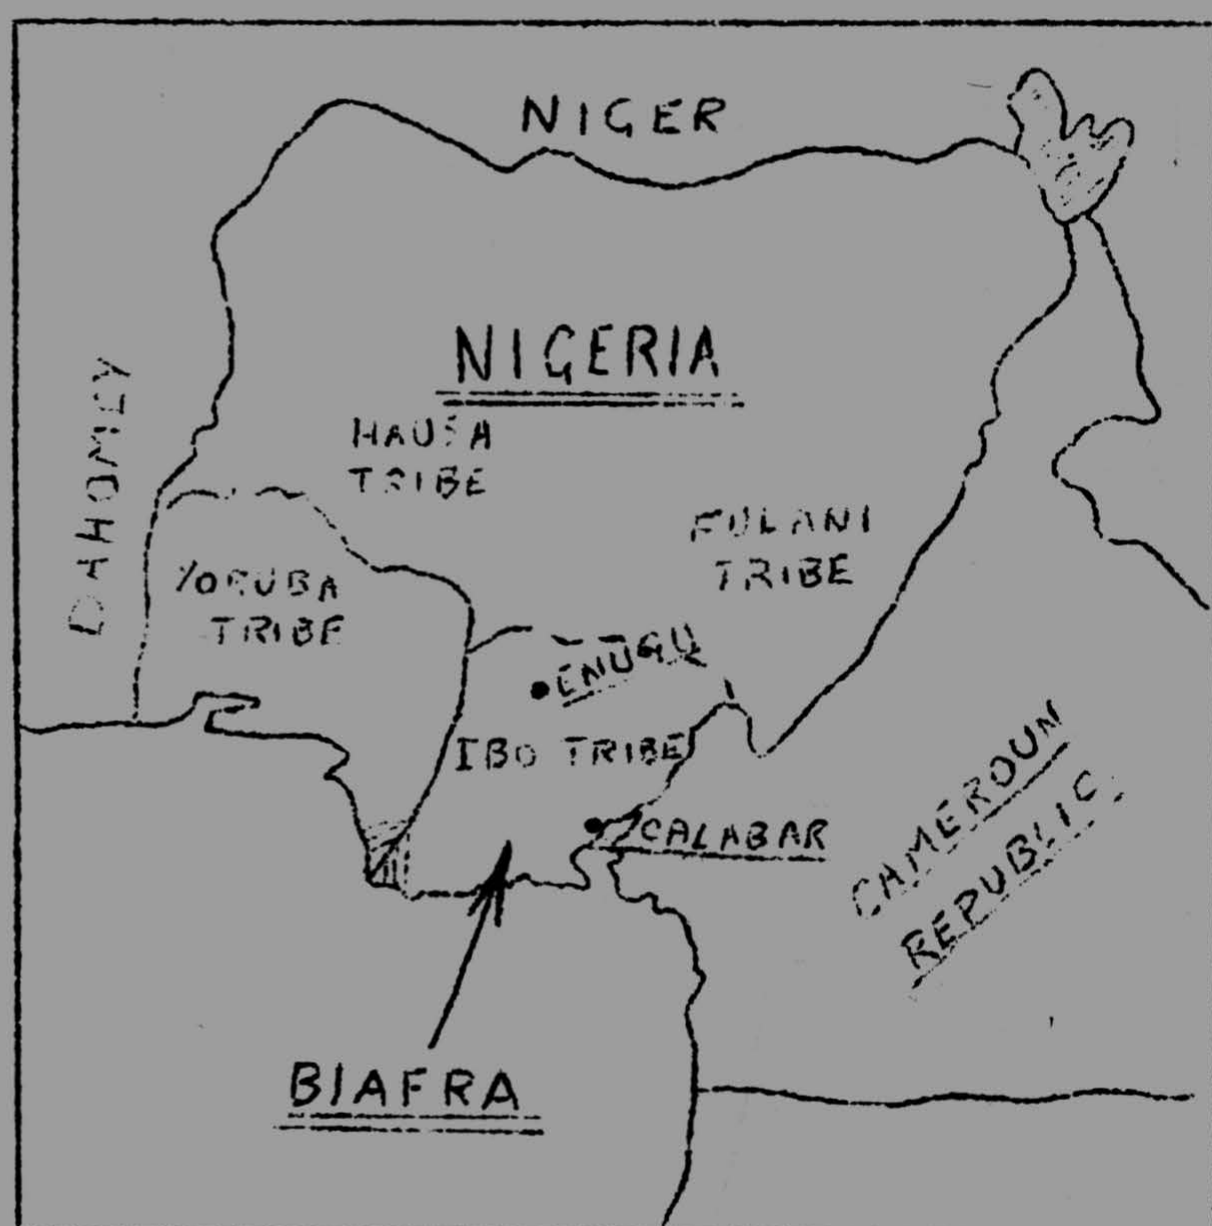 NIGER
NIGERIA
DAHOMEY
HAUSA
TRIBE
FULANI
TRIBE
YORUBA
TRIBE
ENUGU
IBO TRIBE
CALABAR
CAMEROUN
REPUBLIC
BIAFRA